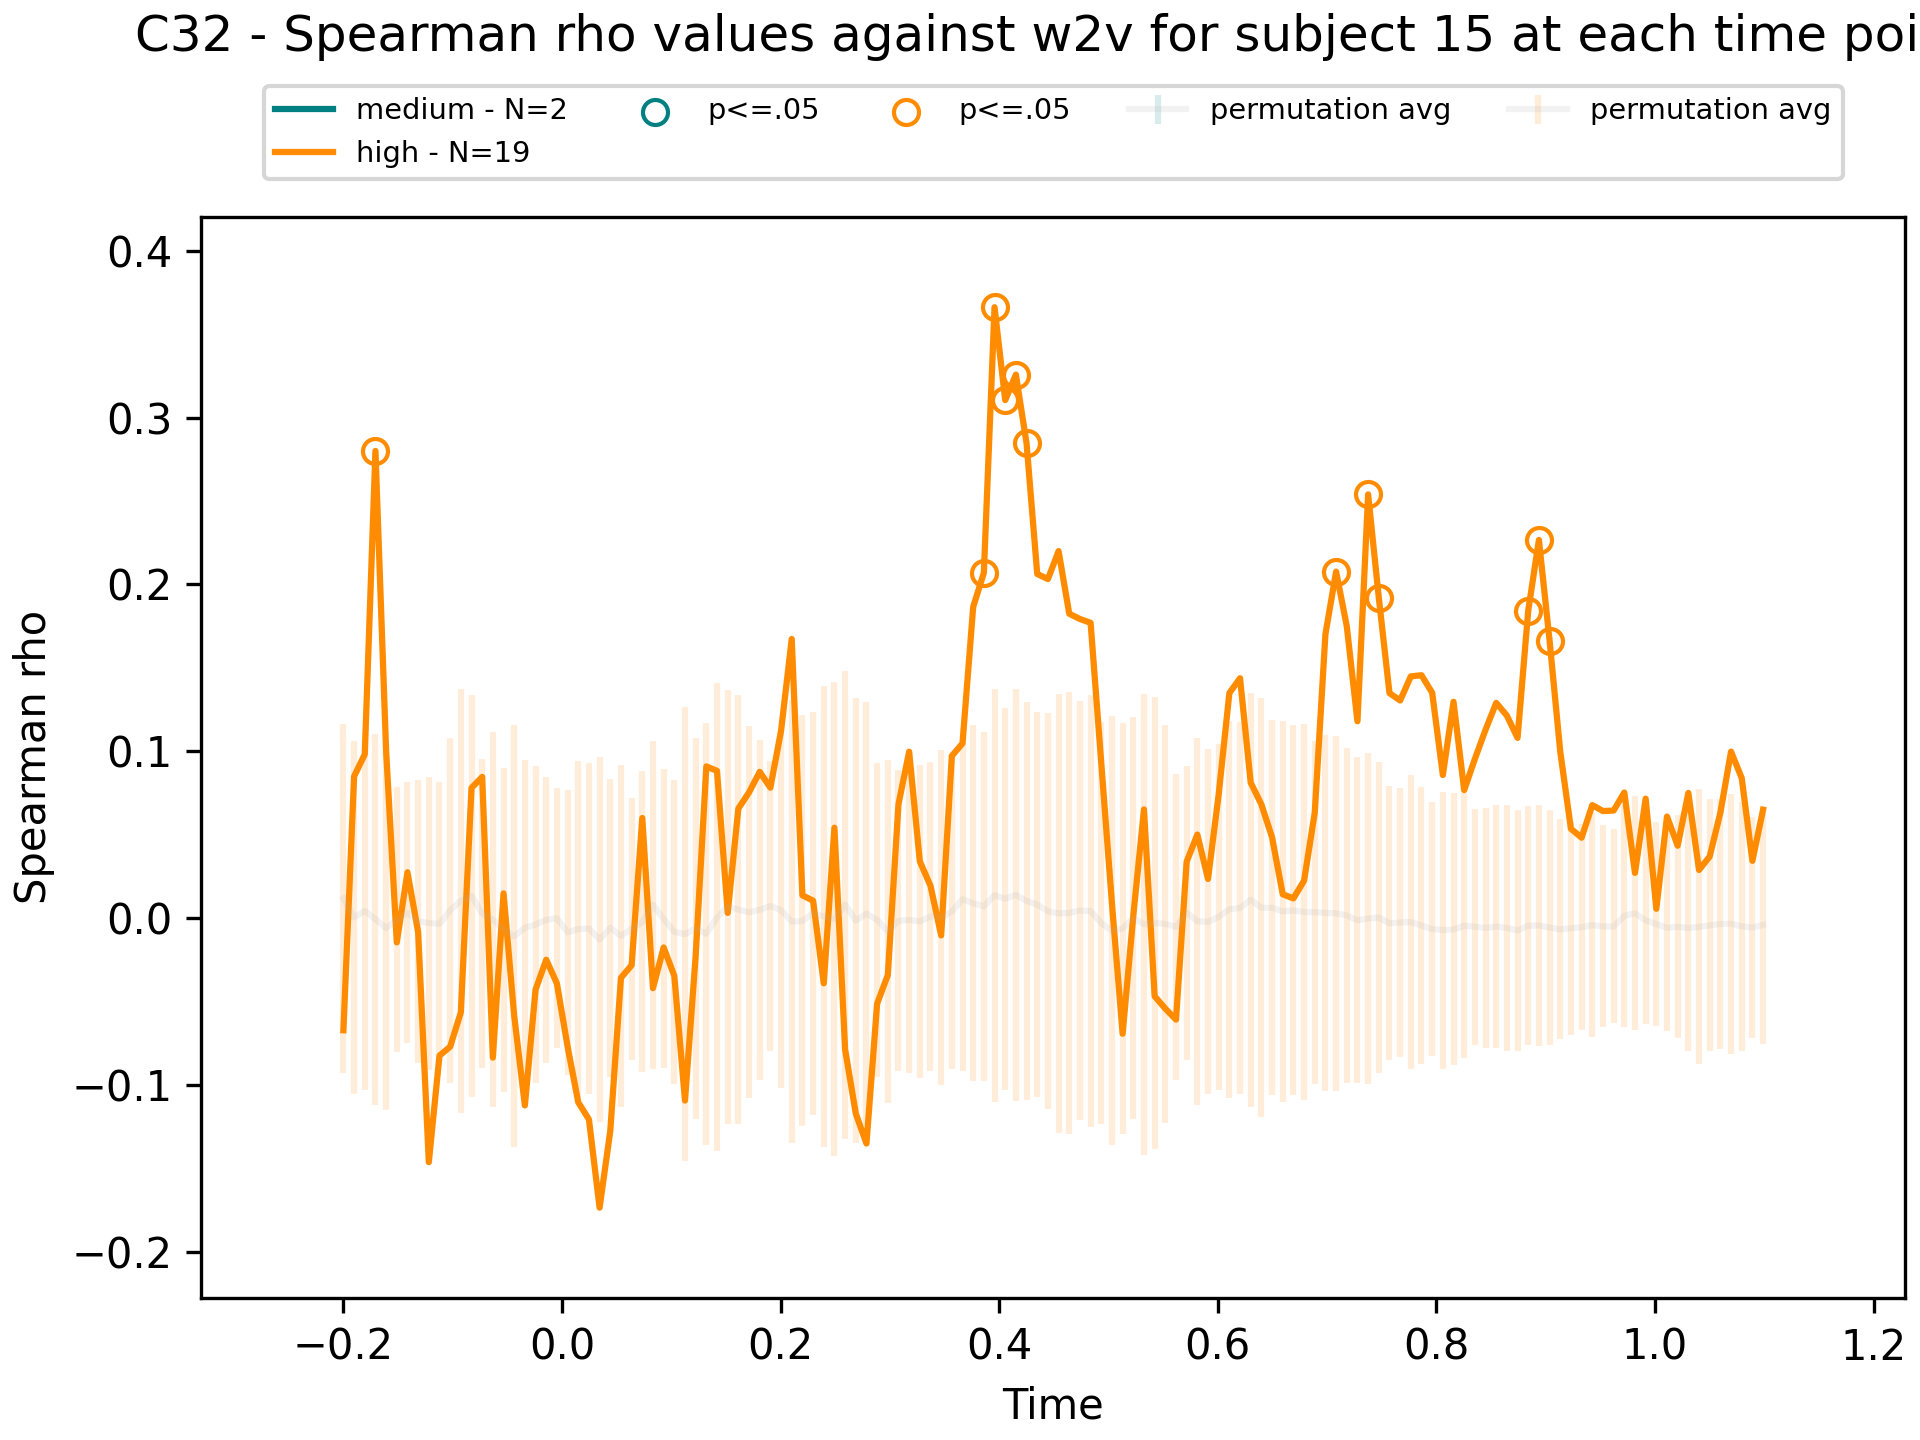 C32 - Spearman rho values against w2v for subject 15 at each time poi
medium - N=2
high - N=19
p<=.05
p<=.05
permutation avg
permutation avg
0.4
0.3
0.2
0.1
0.0
−0.1
−0.2
Spearman rho
−0.2 0.0 0.2 0.4 0.6 0.8 1.0 1.2
Time